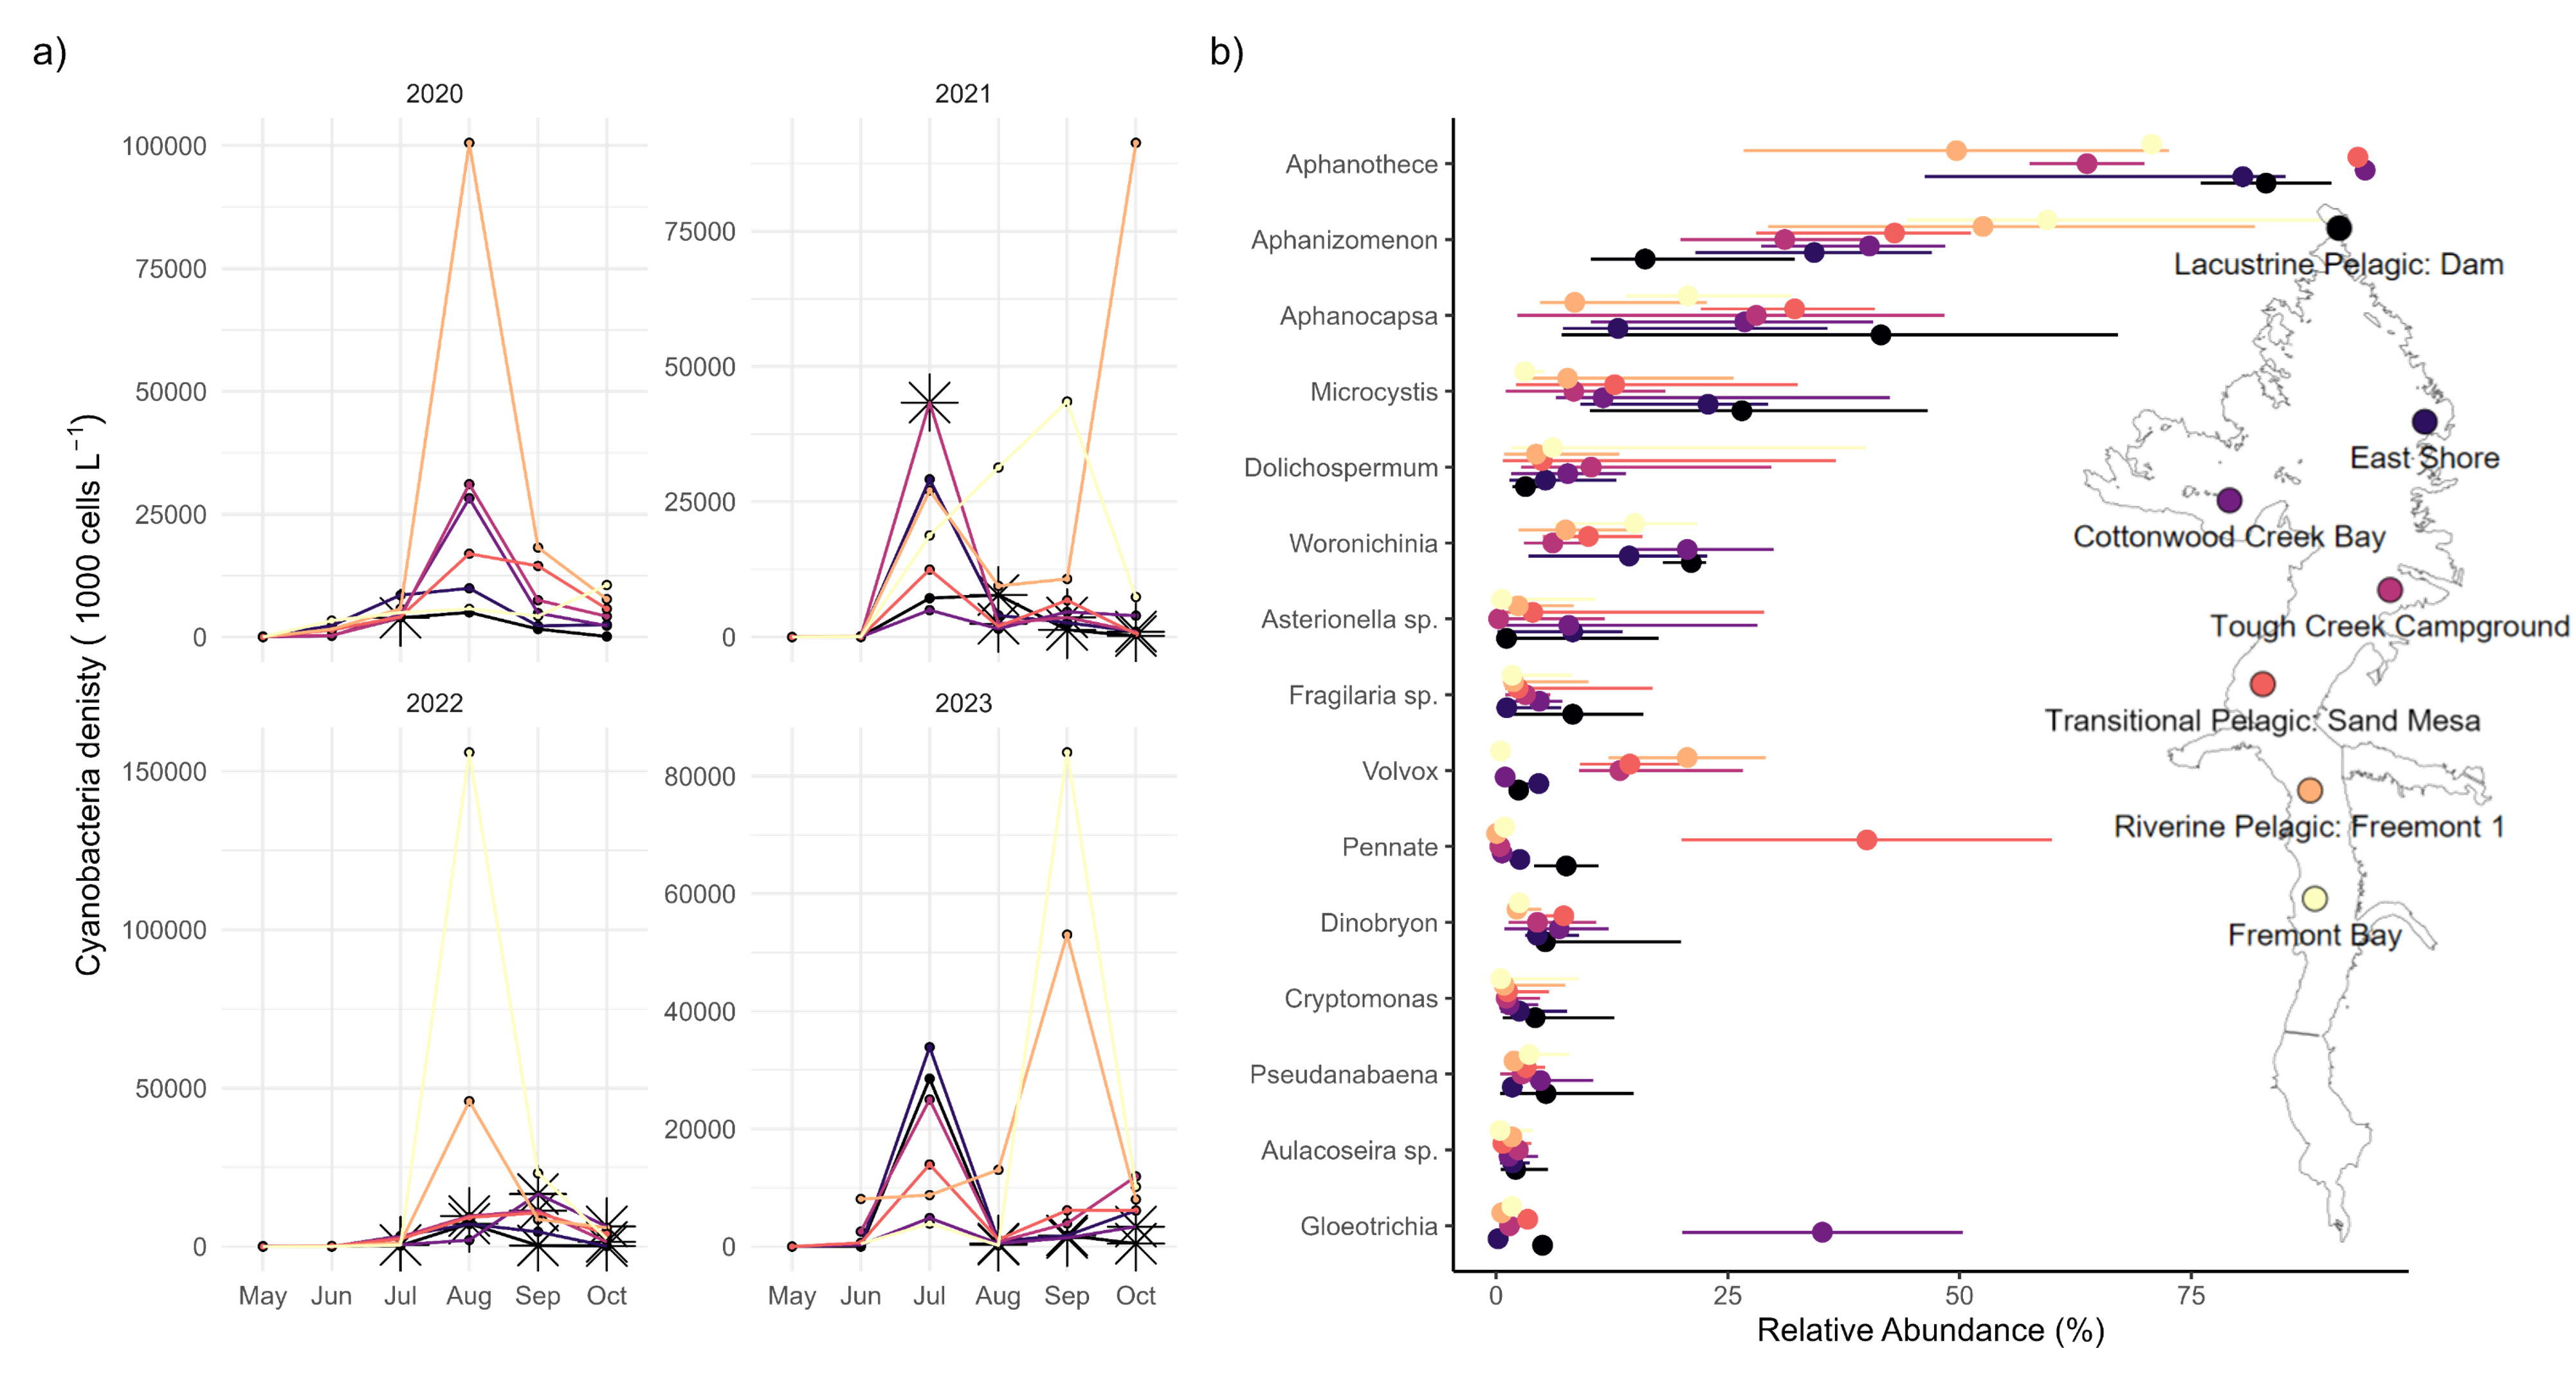 a)
2020
2021
100000
75000
50000
25000
0
75000
50000
25000
0
Cyanobacteria denisty ( 1000 cells L⁻¹)
2022
2023
150000
100000
50000
0
80000
60000
40000
20000
0
May Jun Jul Aug Sep Oct
May Jun Jul Aug Sep Oct
b)
Aphanothece
Aphanizomenon
Aphanocapsa
Microcystis
Dolichospermum
Woronichinia
Asterionella sp.
Fragilaria sp.
Volvox
Pennate
Dinobryon
Cryptomonas
Pseudanabaena
Aulacoseira sp.
Gloeotrichia
0 25 50 75
Relative Abundance (%)
Lacustrine Pelagic: Dam
East Shore
Cottonwood Creek Bay
Tough Creek Campground
Transitional Pelagic: Sand Mesa
Riverine Pelagic: Freemont 1
Fremont Bay